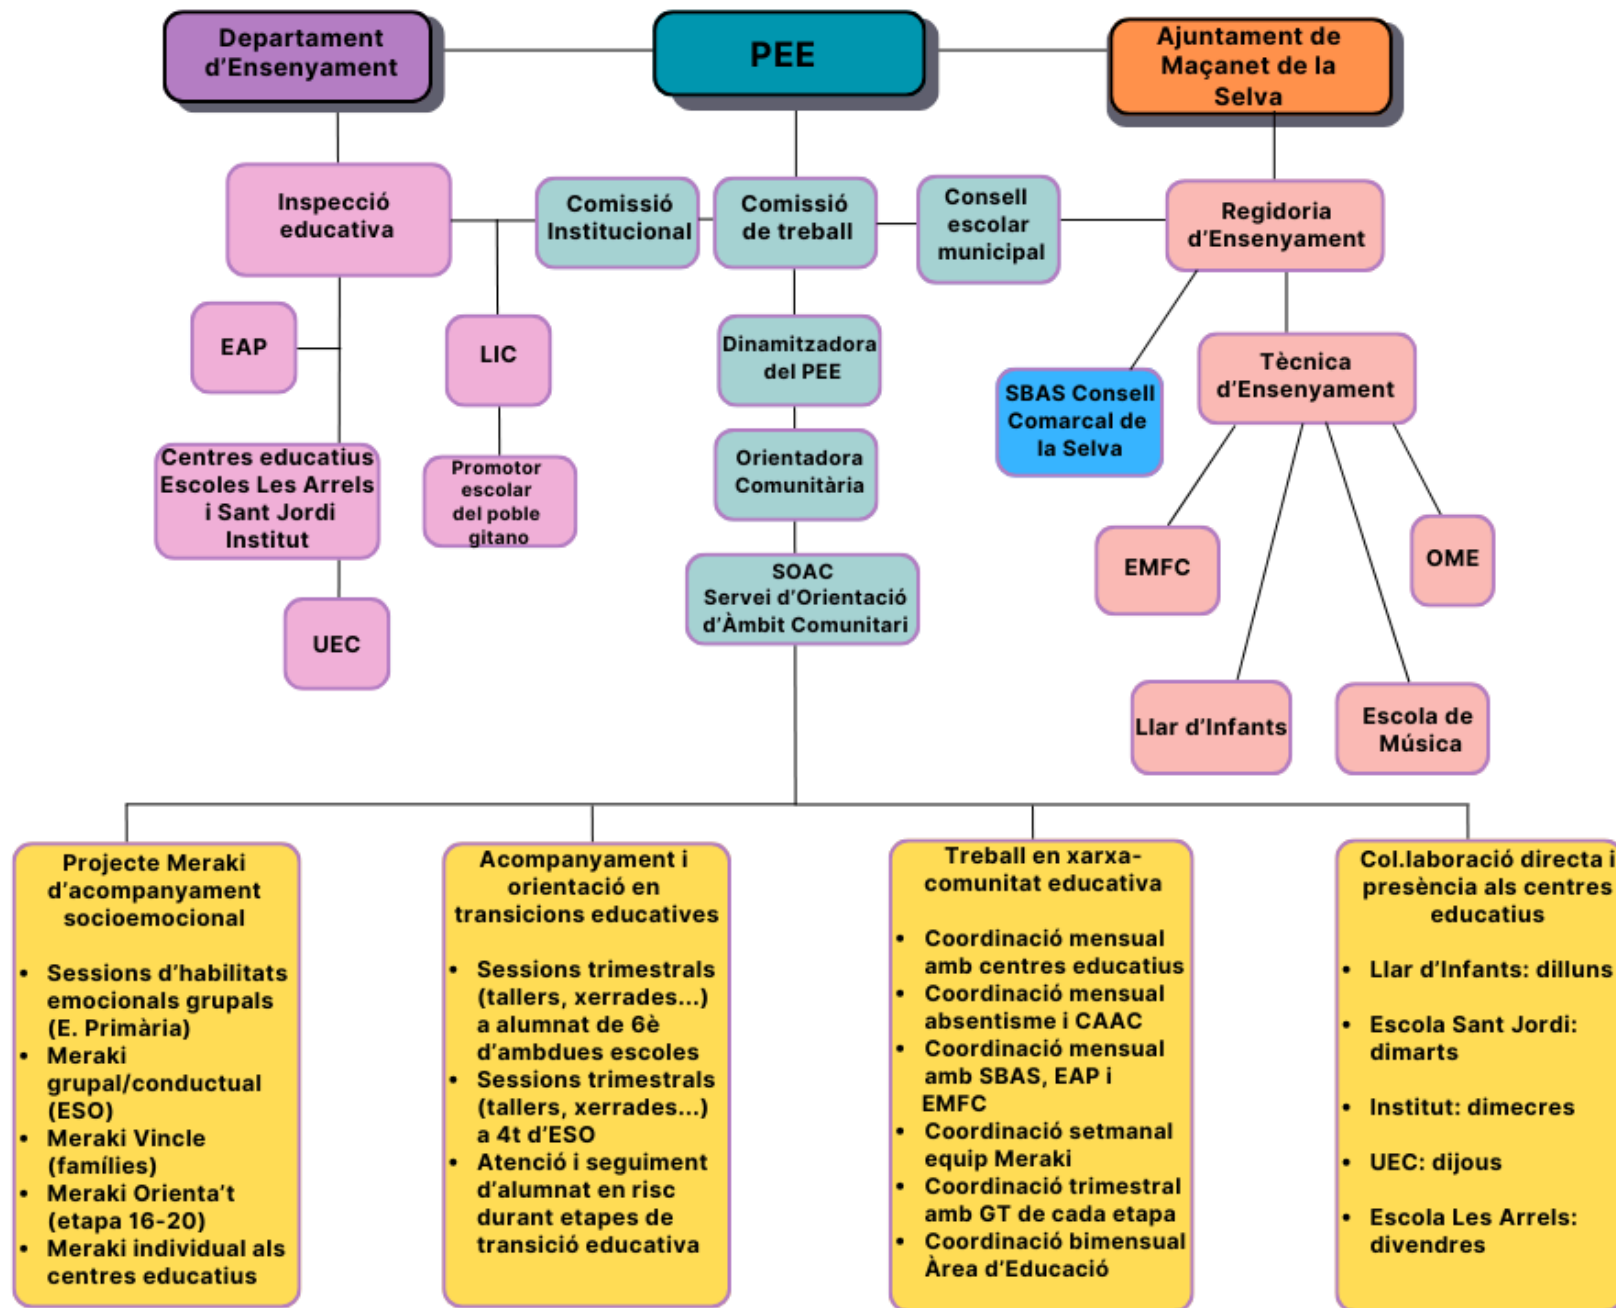 Departament
d'Ensenyament
PEE
Ajuntament de
Maçanet de la
Selva
Inspecció
educativa
Comissió
Institucional
Comissió
de treball
Consell
escolar
municipal
Regidoria
d'Ensenyament
EAP
LIC
Dinamitzadora
del PEE
SBAS Consell
Comarcal de
la Selva
Tècnica
d'Ensenyament
Centres educatius
Escoles Les Arrels
i Sant Jordi
Institut
Promotor
escolar
del poble
gitano
Orientadora
Comunitària
EMFC
OME
UEC
SOAC
Servei d'Orientació
d'Àmbit Comunitari
Llar d'Infants
Escola de
Música
Projecte Meraki
d'acompanyament
socioemocional
• Sessions d'habilitats
emocionals grupals
(E. Primària)
• Meraki
grupal/conductual
(ESO)
• Meraki Vincle
(famílies)
• Meraki Orienta't
(etapa 16-20)
• Meraki individual als
centres educatius
Acompanyament i
orientació en
transicions educatives
• Sessions trimestrals
(tallers, xerrades...)
a alumnat de 6è
d'ambdues escoles
• Sessions trimestrals
(tallers, xerrades...)
a 4t d'ESO
• Atenció i seguiment
d'alumnat en risc
durant etapes de
transició educativa
Treball en xarxa-
comunitat educativa
• Coordinació mensual
amb centres educatius
• Coordinació mensual
absentisme i CAAC
• Coordinació mensual
amb SBAS, EAP i
EMFC
• Coordinació setmanal
equip Meraki
• Coordinació trimestral
amb GT de cada etapa
• Coordinació bimensual
Àrea d'Educació
Col.laboració directa i
presència als centres
educatius
• Llar d'Infants: dilluns
• Escola Sant Jordi:
dimarts
• Institut: dimecres
• UEC: dijous
• Escola Les Arrels:
divendres